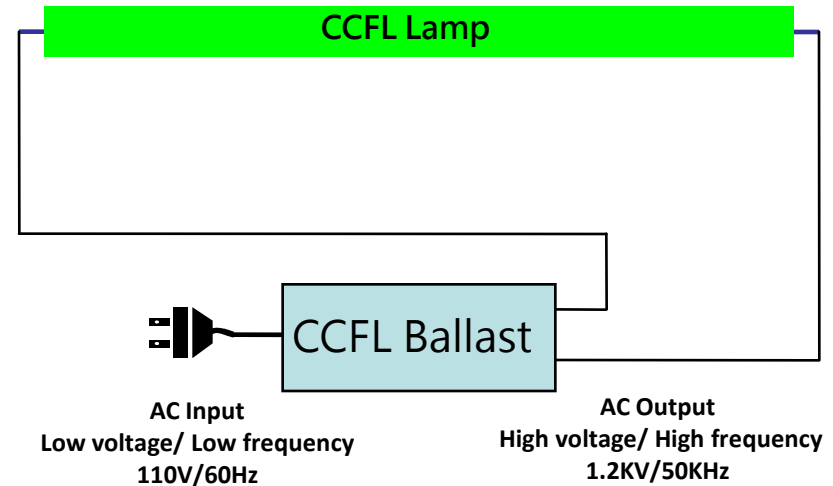 CCFL Lamp
CCFL Ballast
AC Input
Low voltage/ Low frequency
110V/60Hz
AC Output
High voltage/ High frequency
1.2KV/50KHz